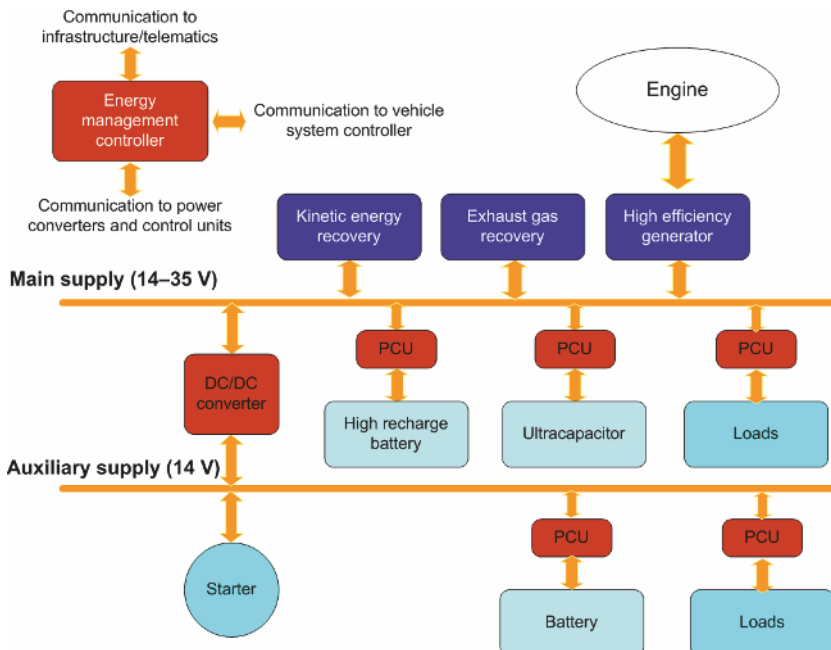 Communication to
infrastructure/telematics
Energy
management
controller
Communication to vehicle
system controller
Communication to power
converters and control units
Engine
Kinetic energy
recovery
Exhaust gas
recovery
High efficiency
generator
Main supply (14–35 V)
DC/DC
converter
PCU
PCU
PCU
High recharge
battery
Ultracapacitor
Loads
Auxiliary supply (14 V)
Starter
PCU
PCU
Battery
Loads